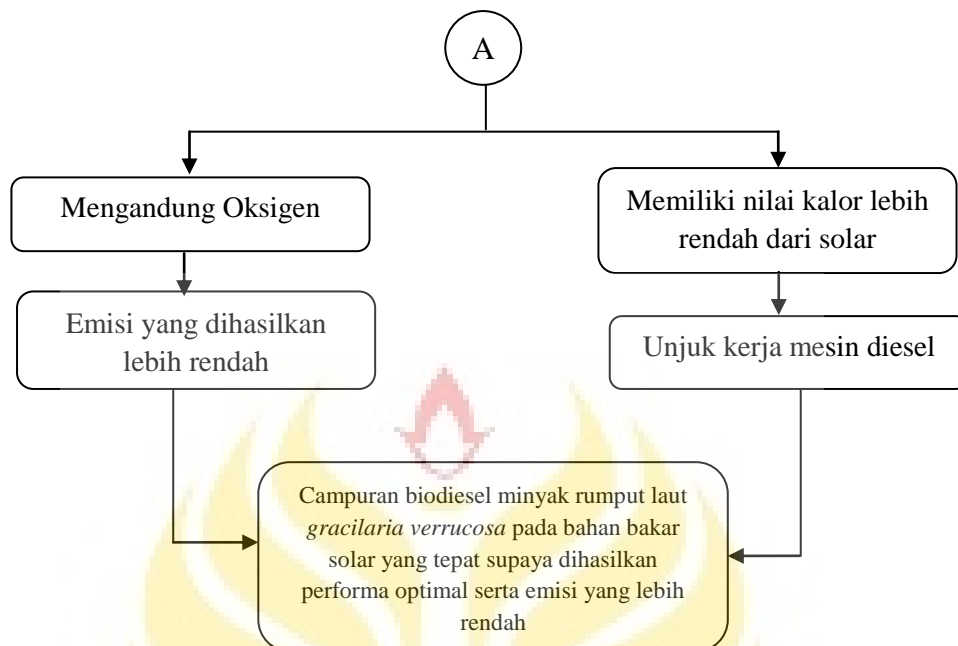 A
Mengandung Oksigen
Memiliki nilai kalor lebih
rendah dari solar
Emisi yang dihasilkan
lebih rendah
Unjuk kerja mesin diesel
Campuran biodiesel minyak rumput laut
gracilaria verrucosa pada bahan bakar
solar yang tepat supaya dihasilkan
performa optimal serta emisi yang lebih
rendah